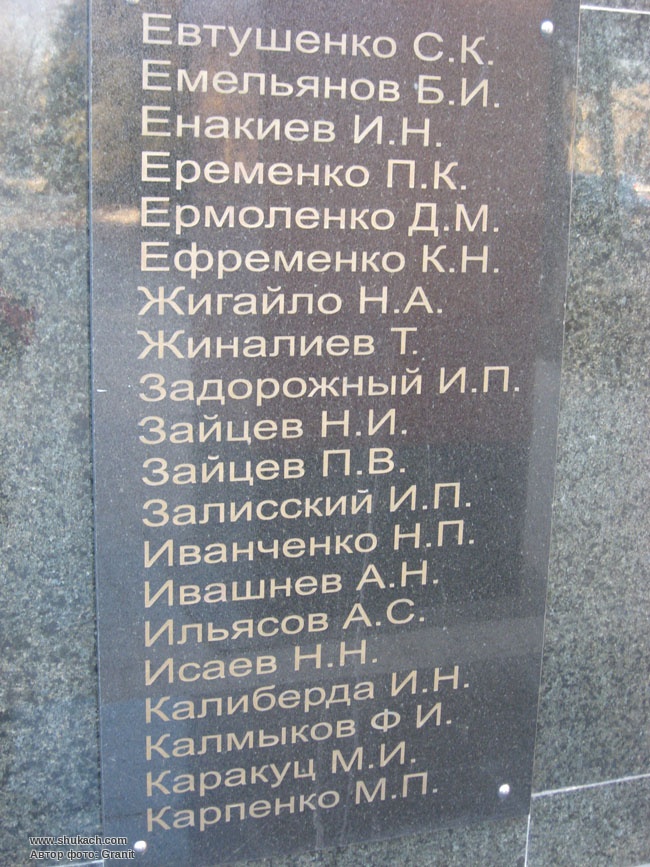 Евтушенко С.К.
Емельянов Б.И.
Енакиев И.Н.
Еременко П.К.
Ермоленко Д.М.
Ефременко К.Н.
Жигайло Н.А.
Жиналиев Т.
Задорожный И.П.
Зайцев Н.И.
Зайцев П.В.
Залисский И.П.
Иванченко Н.П.
Ивашнев А.Н.
Ильясов А.С.
Исаев Н.Н.
Калиберда И.Н.
Калмыков Ф И.
Каракуц М.И.
Карпенко М.П.
www.shukach.com
Автор фото: Granit